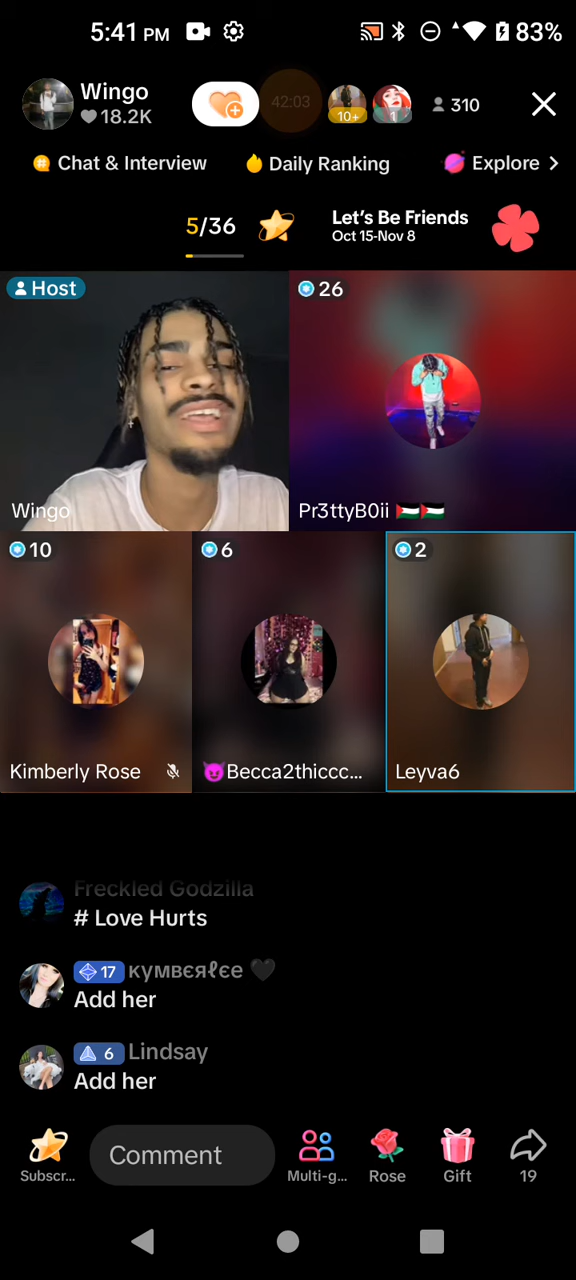 5:41 PM
83%
Wingo
18.2K
42:03
10+
1
310
Chat & Interview
Daily Ranking
Explore >
5/36
Let's Be Friends
Oct 15-Nov 8
Host
26
Wingo
Pr3ttyB0ii 🇵🇸🇵🇸
10
6
2
Kimberly Rose
😈Becca2thiccc...
Leyva6
Freckled Godzilla
# Love Hurts
17 кумвєяℓєє 🖤
Add her
6 Lindsay
Add her
Subscr...
Comment
Multi-g...
Rose
Gift
19